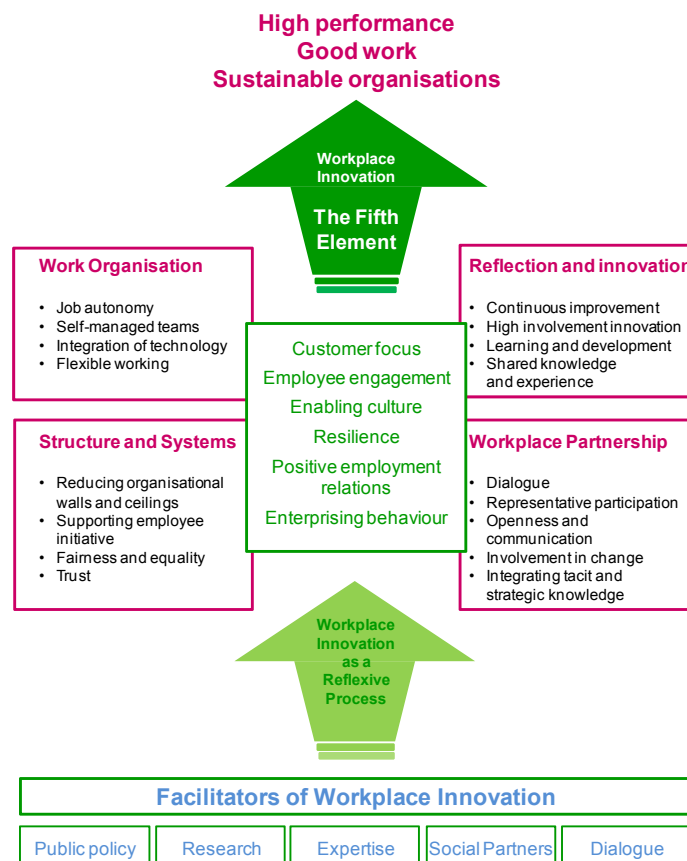 High performance
Good work
Sustainable organisations
Workplace
Innovation
The Fifth
Element
Work Organisation
• Job autonomy
• Self-managed teams
• Integration of technology
• Flexible working
Reflection and innovation
• Continuous improvement
• High involvement innovation
• Learning and development
• Shared knowledge
and experience
Customer focus
Employee engagement
Enabling culture
Resilience
Positive employment
relations
Enterprising behaviour
Structure and Systems
• Reducing organisational
walls and ceilings
• Supporting employee
initiative
• Fairness and equality
• Trust
Workplace Partnership
• Dialogue
• Representative participation
• Openness and
communication
• Involvement in change
• Integrating tacit and
strategic knowledge
Workplace
Innovation
as a
Reflexive
Process
Facilitators of Workplace Innovation
Public policy
Research
Expertise
Social Partners
Dialogue